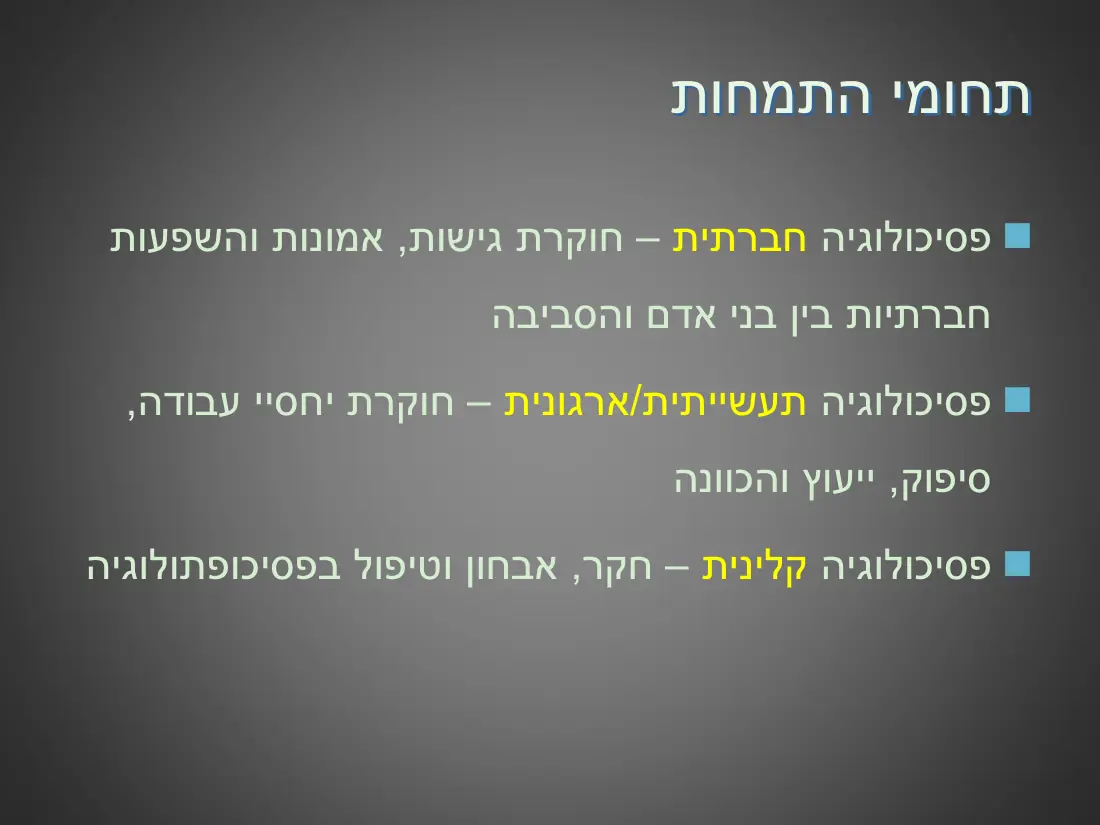 תחומי התמחות
פסיכולוגיה חברתית – חוקרת גישות, אמונות והשפעות
חברתיות בין בני אדם והסביבה
פסיכולוגיה תעשייתית/ארגונית – חוקרת יחסיי עבודה,
סיפוק, ייעוץ והכוונה
פסיכולוגיה קלינית – חקר, אבחון וטיפול בפסיכופתולוגיה